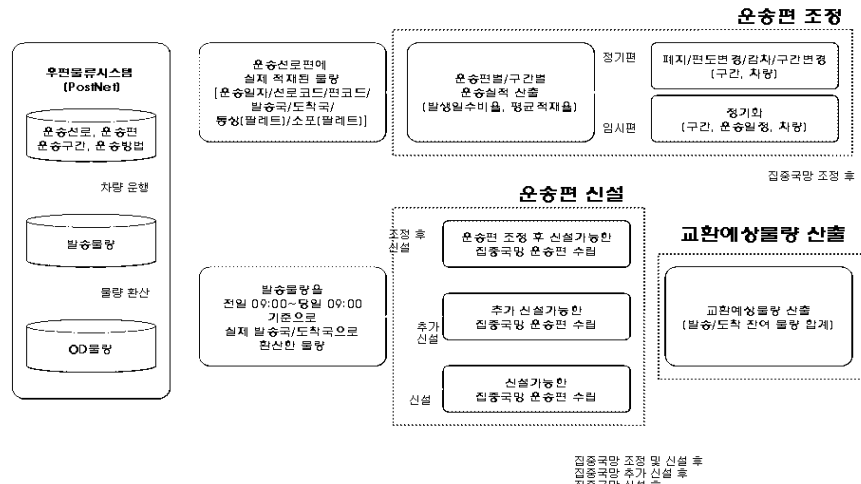 운송편 조정
우편물류시스템
(PostNet)
운송선로, 운송편
운송구간, 운송방법
차량 운행
발송물량
물량 환산
OD물량
운송선로편에
실제 적재된 물량
[운송일자/선로코드/편코드/
발송국/도착국/
통상(팔레트)/소포(팔레트)]
운송편별/구간별
운송실적 산출
(발생일수비율, 평균적재율)
정기편
폐지/편도변경/감차/구간변경
(구간, 차량)
임시편
정기화
(구간, 운송일정, 차량)
집중국망 조정 후
운송편 신설
발송물량을
전일 09:00~당일 09:00
기준으로
실제 발송국/도착국으로
환산한 물량
조정 후
신설
운송편 조정 후 신설가능한
집중국망 운송편 수립
추가
신설
추가 신설가능한
집중국망 운송편 수립
신설
신설가능한
집중국망 운송편 수립
교환예상물량 산출
교환예상물량 산출
(발송/도착 잔여 물량 합계)
집중국망 조정 및 신설 후
집중국망 추가 신설 후
집중국망 신설 후